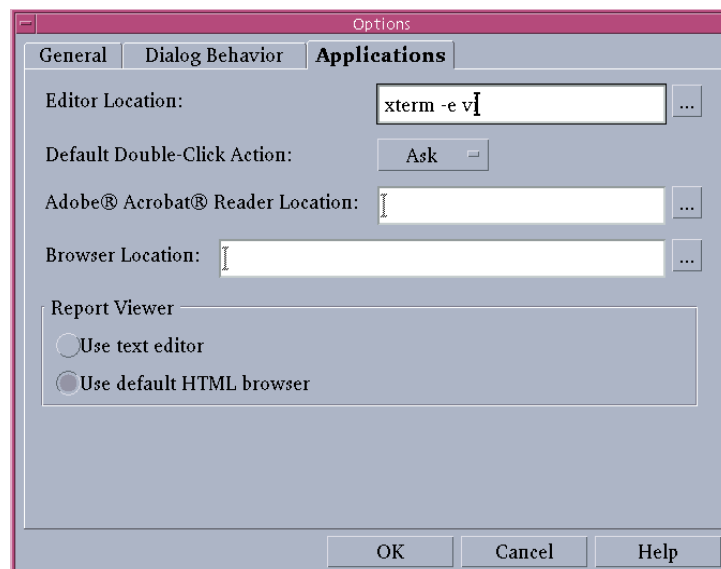 Options
General Dialog Behavior Applications
Editor Location: xterm -e vi ...
Default Double-Click Action: Ask
Adobe® Acrobat® Reader Location: ...
Browser Location: ...
Report Viewer
Use text editor
Use default HTML browser
OK Cancel Help